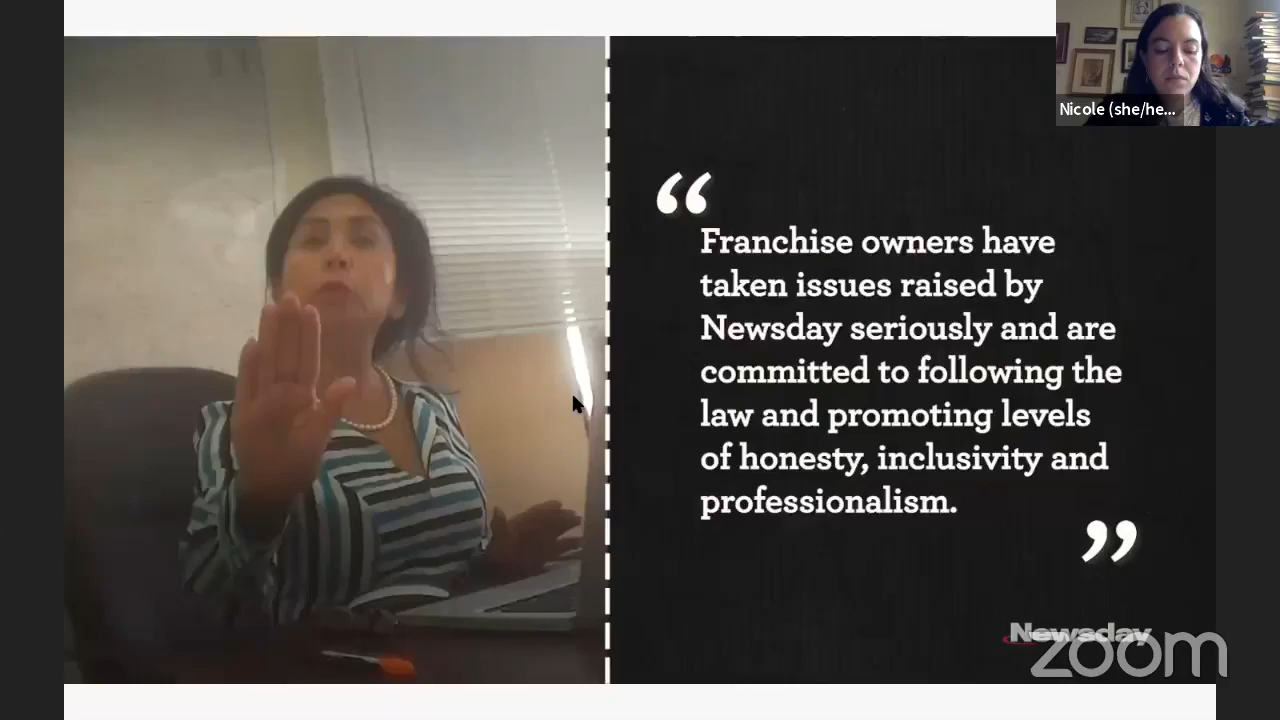 Nicole (she/he...
“
Franchise owners have
taken issues raised by
Newsday seriously and are
committed to following the
law and promoting levels
of honesty, inclusivity and
professionalism.
”
Newsday
zoom